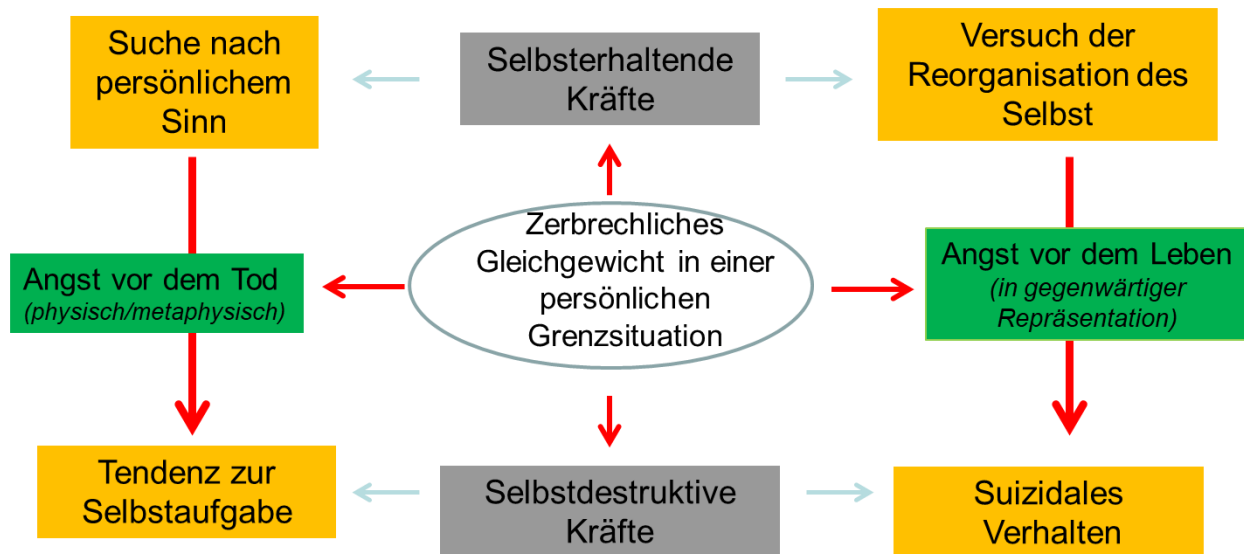 Suche nach
persönlichem
Sinn
Selbsterhaltende
Kräfte
Versuch der
Reorganisation des
Selbst
Angst vor dem Tod
(physisch/metaphysisch)
Zerbrechliches
Gleichgewicht in einer
persönlichen
Grenzsituation
Angst vor dem Leben
(in gegenwärtiger
Repräsentation)
Tendenz zur
Selbstaufgabe
Selbstdestruktive
Kräfte
Suizidales
Verhalten